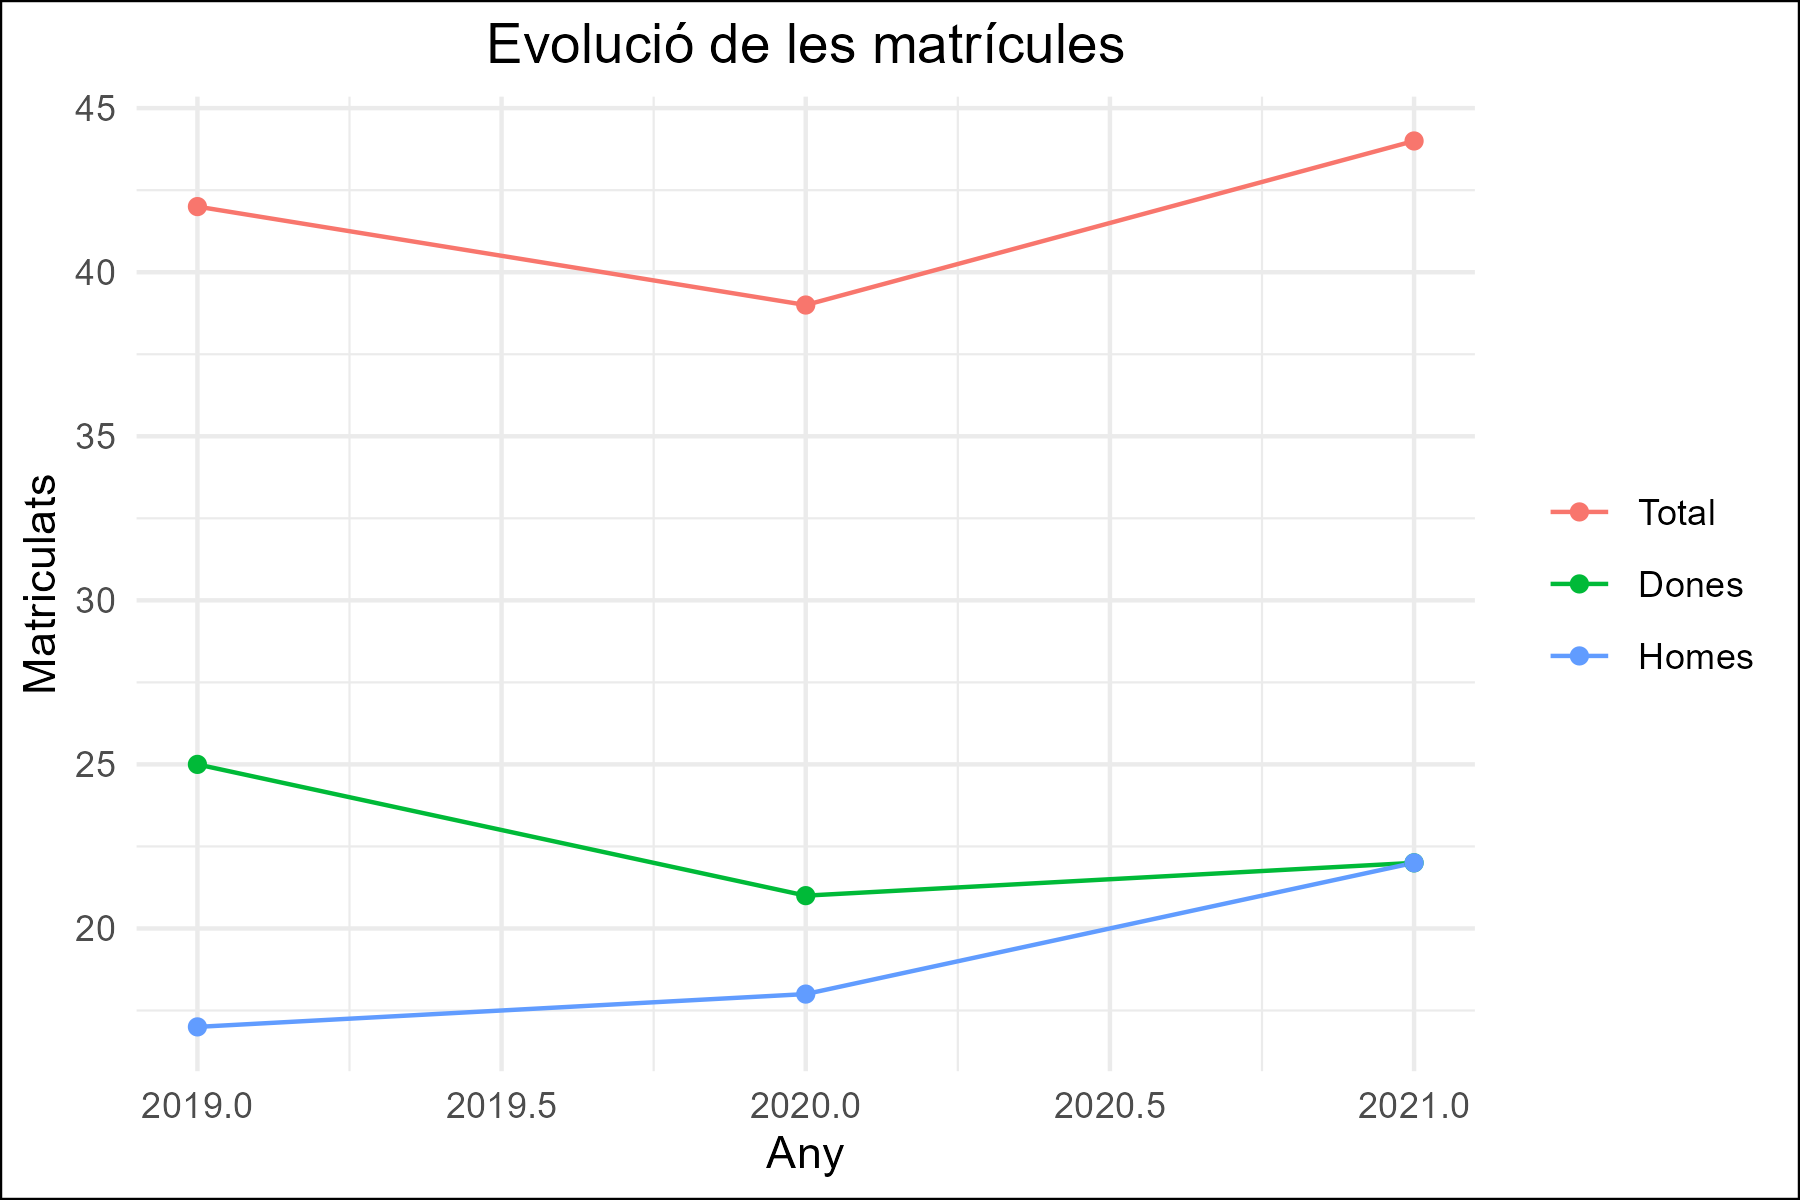 Evolució de les matrícules
45
40
35
30
25
20
Matriculats
2019.0 2019.5 2020.0 2020.5 2021.0
Any
Total
Dones
Homes